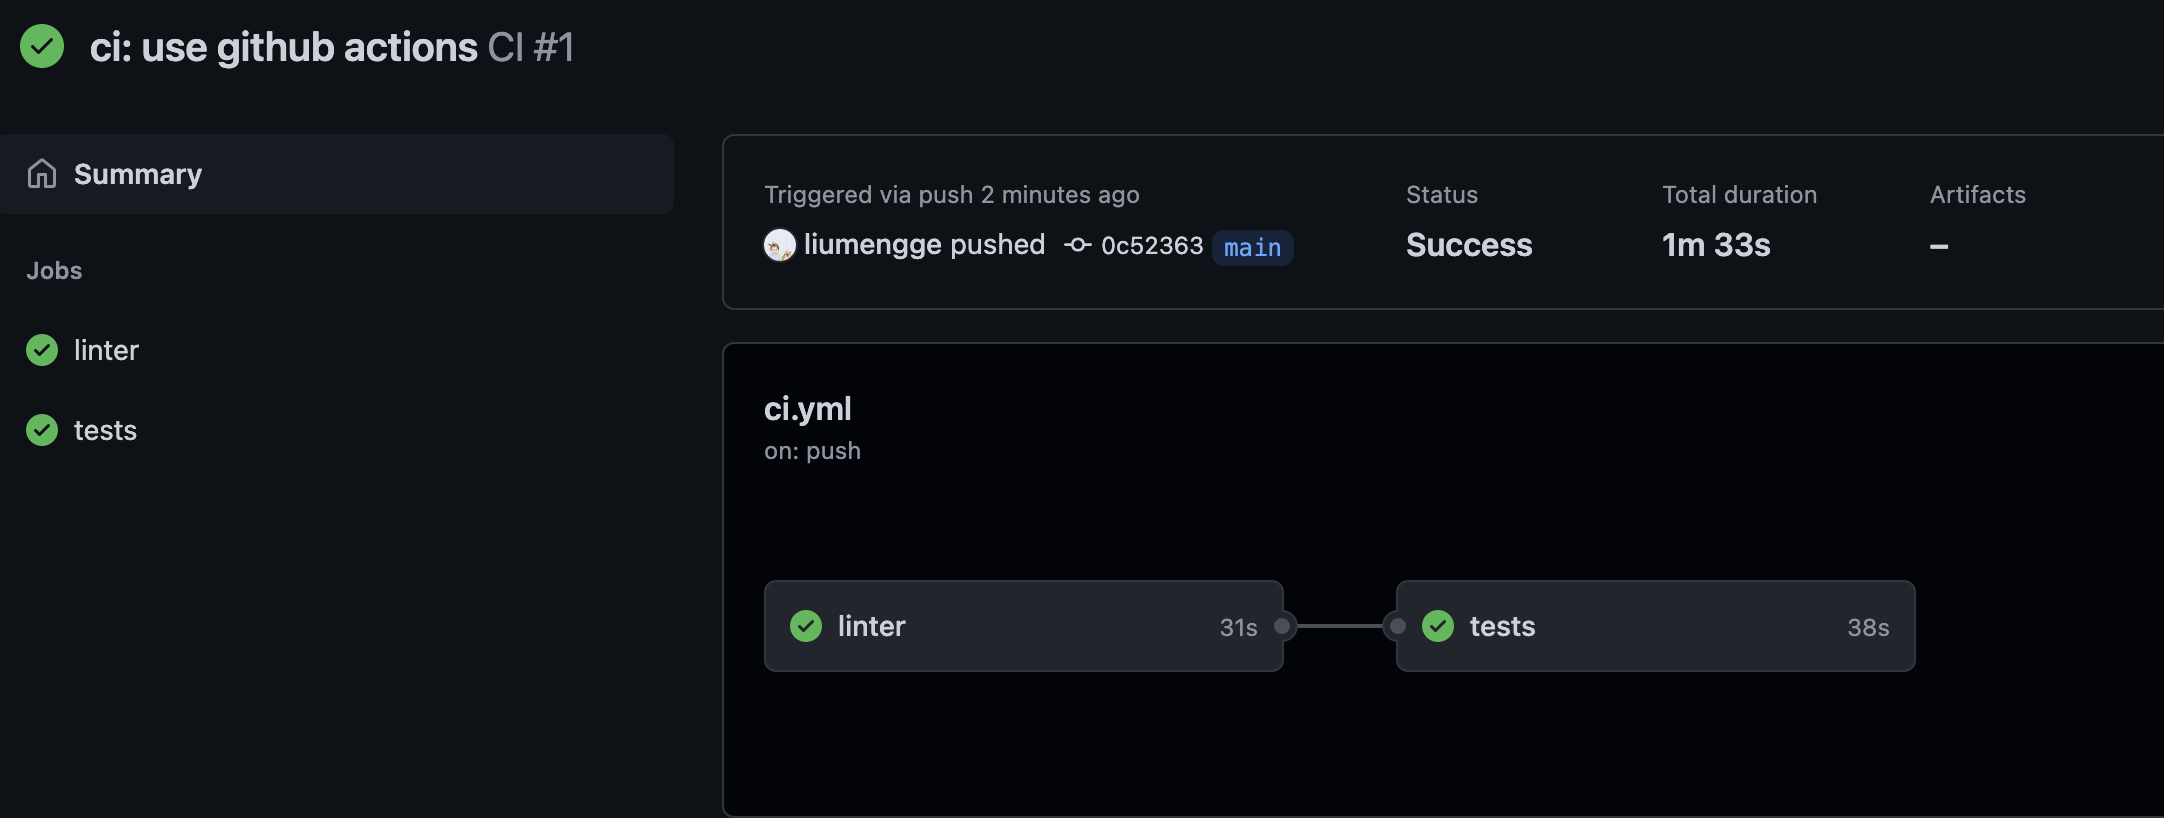 ci: use github actions CI #1
Summary
Jobs
linter
tests
Triggered via push 2 minutes ago
liumengge pushed 0c52363 main
Status
Success
Total duration
1m 33s
Artifacts
–
ci.yml
on: push
linter 31s
tests 38s